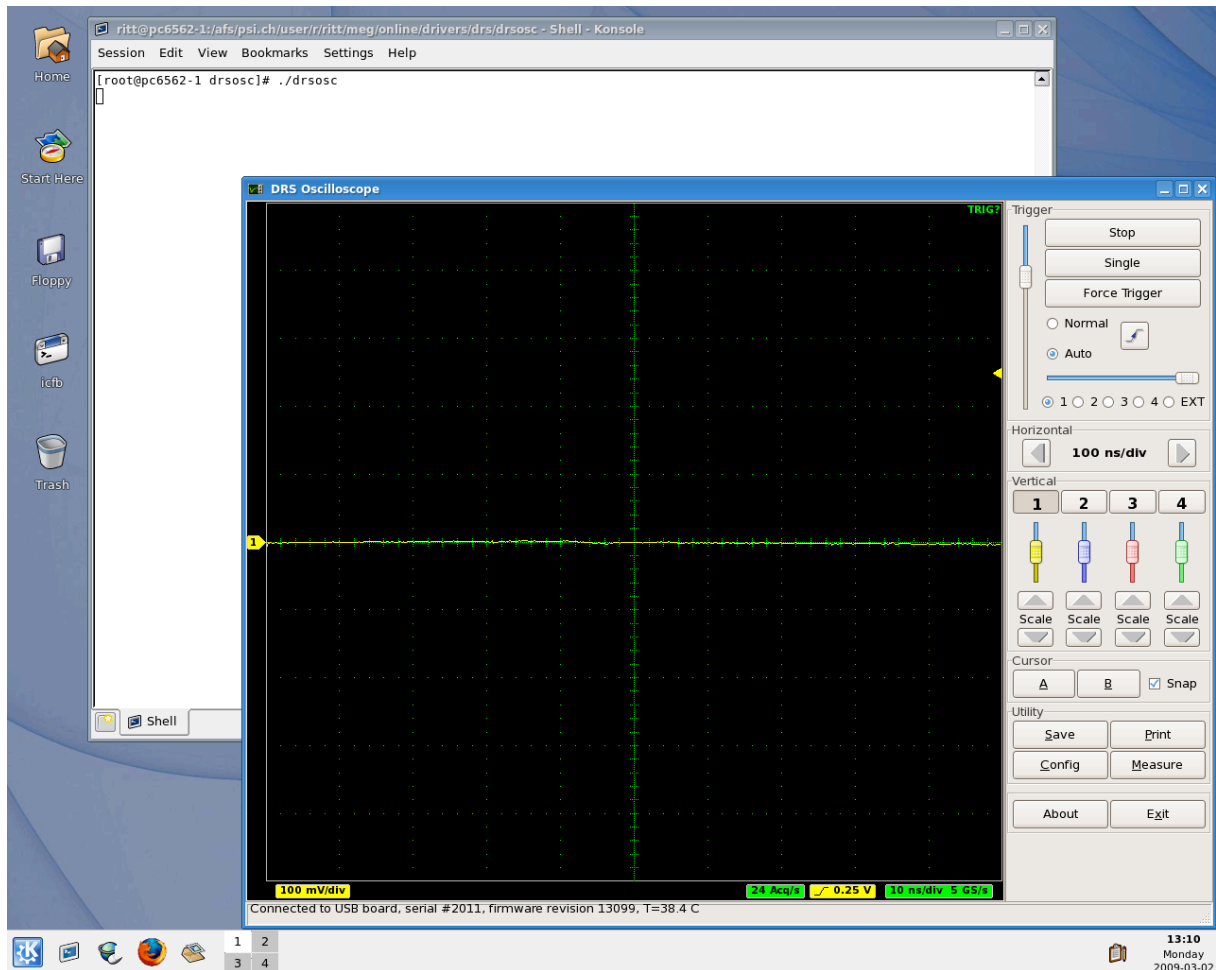 ritt@pc6562-1:/afs/psi.ch/user/r/ritt/meg/online/drivers/drs/drsosc - Shell - Konsole
Session Edit View Bookmarks Settings Help
[root@pc6562-1 drsosc]# ./drsosc
Home
Start Here
Floppy
icfb
Trash
Shell
DRS Oscilloscope
TRIG?
1
100 mV/div
24 Acq/s
0.25 V
10 ns/div 5 GS/s
Connected to USB board, serial #2011, firmware revision 13099, T=38.4 C
Trigger
Stop
Single
Force Trigger
Normal
Auto
1 2 3 4 EXT
Horizontal
100 ns/div
Vertical
1 2 3 4
Scale Scale Scale Scale
Cursor
A B Snap
Utility
Save Print
Config Measure
About Exit
1 2
3 4
13:10
Monday
2009-03-02